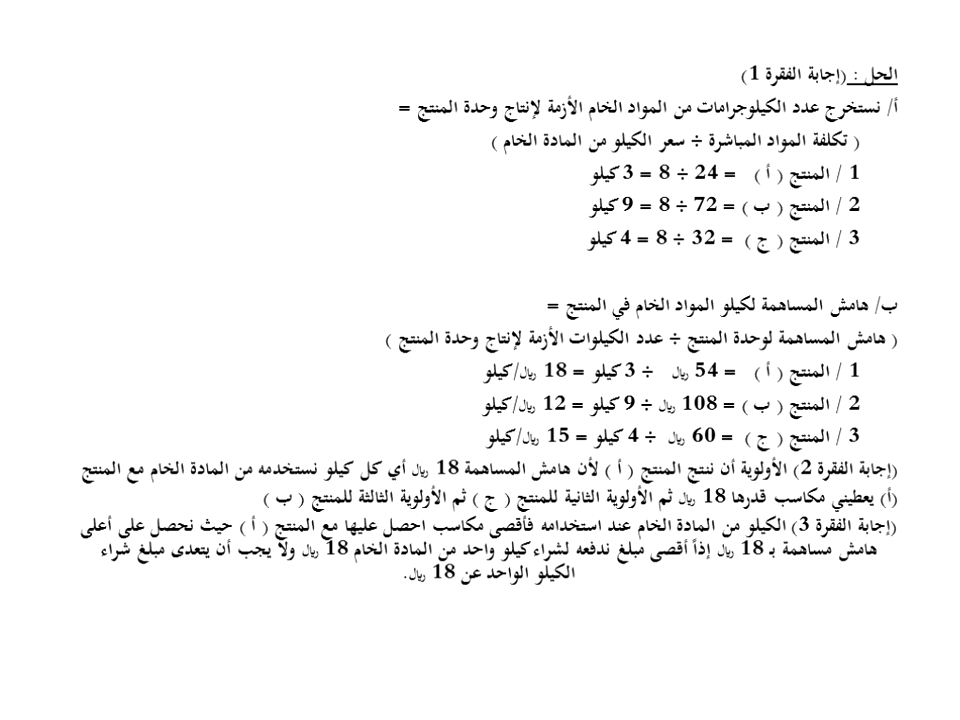 الحل : (إجابة الفقرة 1)
أ/ نستخرج عدد الكيلوجرامات من المواد الخام الأزمة لإنتاج وحدة المنتج =
( تكلفة المواد المباشرة ÷ سعر الكيلو من المادة الخام )
1 / المنتج ( أ ) = 24 ÷ 8 = 3 كيلو
2 / المنتج ( ب ) = 72 ÷ 8 = 9 كيلو
3 / المنتج ( ج ) = 32 ÷ 8 = 4 كيلو
ب/ هامش المساهمة لكيلو المواد الخام في المنتج =
( هامش المساهمة لوحدة المنتج ÷ عدد الكيلوات الأزمة لإنتاج وحدة المنتج )
1 / المنتج ( أ ) = 54 ريال ÷ 3 كيلو = 18 ريال/كيلو
2 / المنتج ( ب ) = 108 ريال ÷ 9 كيلو = 12 ريال/كيلو
3 / المنتج ( ج ) = 60 ريال ÷ 4 كيلو = 15 ريال/كيلو
(إجابة الفقرة 2) الأولوية أن ننتج المنتج ( أ ) لأن هامش المساهمة 18 ريال أي كل كيلو نستخدمه من المادة الخام مع المنتج
(أ) يعطيني مكاسب قدرها 18 ريال ثم الأولوية الثانية للمنتج ( ج ) ثم الأولوية الثالثة للمنتج ( ب )
(إجابة الفقرة 3) الكيلو من المادة الخام عند استخدامه فأقصى مكاسب احصل عليها مع المنتج ( أ ) حيث نحصل على أعلى
هامش مساهمة بـ 18 ريال إذاً أقصى مبلغ ندفعه لشراء كيلو واحد من المادة الخام 18 ريال ولا يجب أن يتعدى مبلغ شراء
الكيلو الواحد عن 18 ريال.